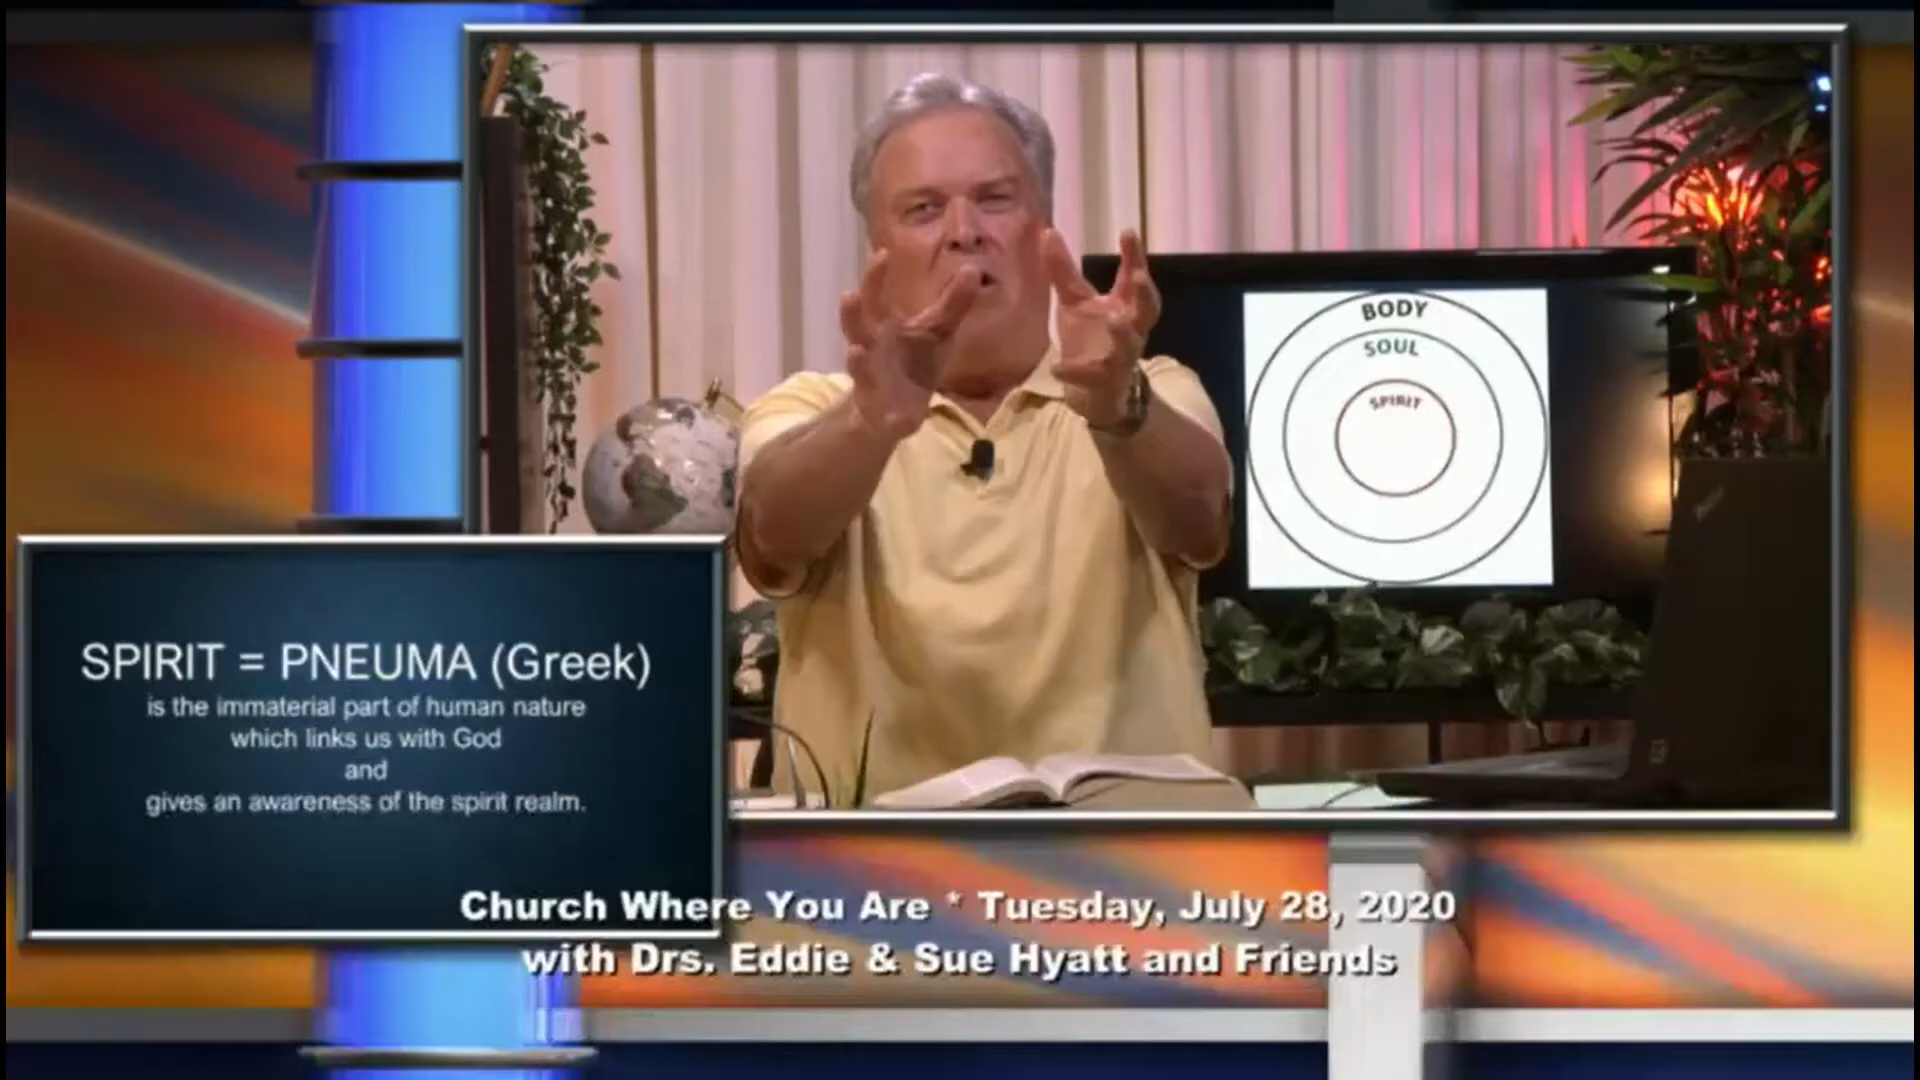 BODY
SOUL
SPIRIT
SPIRIT = PNEUMA (Greek)
is the immaterial part of human nature
which links us with God
and
gives an awareness of the spirit realm.
Church Where You Are * Tuesday, July 28, 2020
with Drs. Eddie & Sue Hyatt and Friends